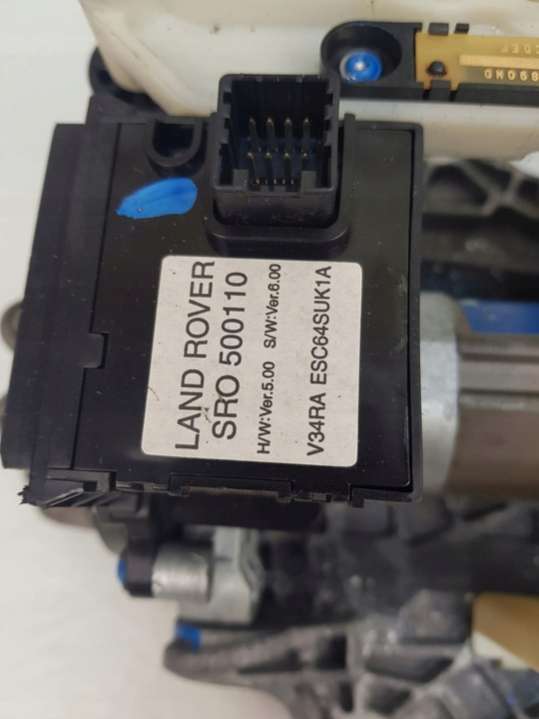 LAND ROVER
SRO 500110
H/W:Ver.5.00 S/W:Ver.6.00
V34RA ESC64SUK1A